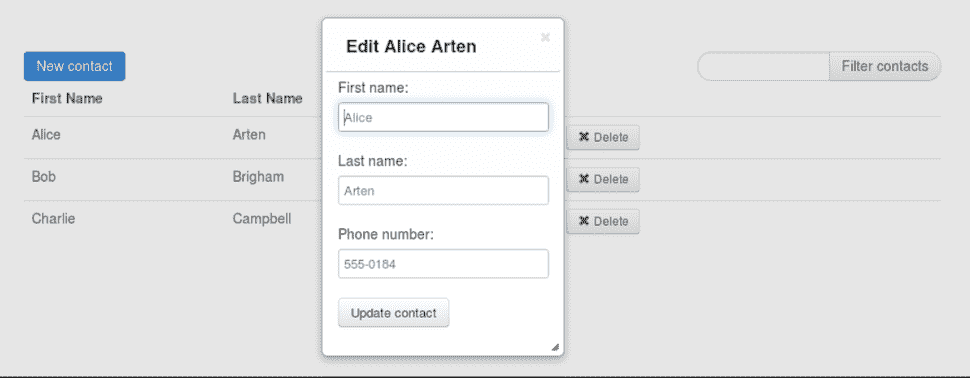 Edit Alice Arten
New contact
Filter contacts
First Name Last Name
Alice Arten Delete
Bob Brigham Delete
Charlie Campbell Delete
First name:
Alice
Last name:
Arten
Phone number:
555-0184
Update contact